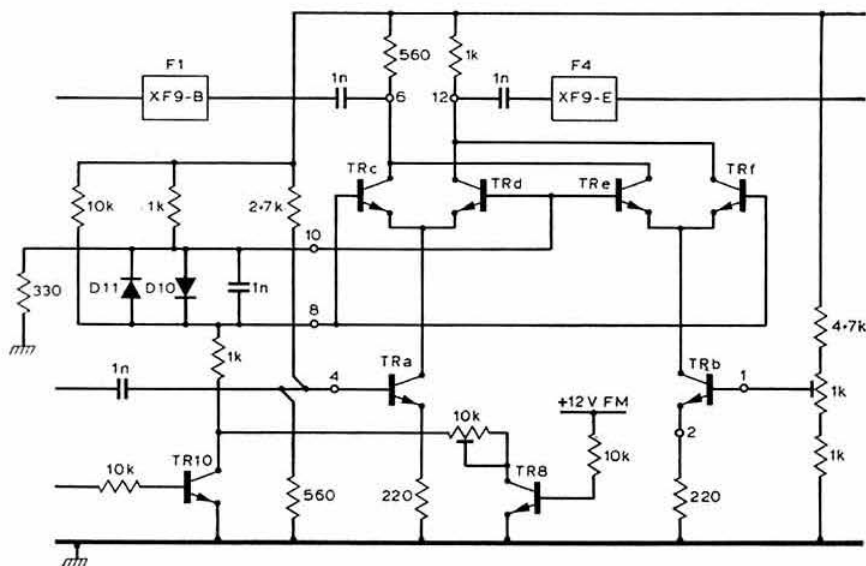 560
1k
F1
F4
1n
1n
XF9-B
6
12
XF9-E
TRc
TRd
TRe
TRf
10k
1k
2·7k
10
330
D11
D10
1n
8
4·7k
1k
TRa
TRb
1n
4
1
1k
+12V FM
10k
2
10k
1k
TR10
TR8
10k
560
220
220